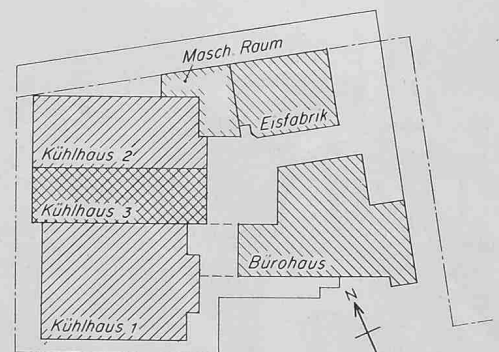 Masch. Raum
Eisfabrik
Kühlhaus 2
Kühlhaus 3
Bürohaus
Kühlhaus 1
N